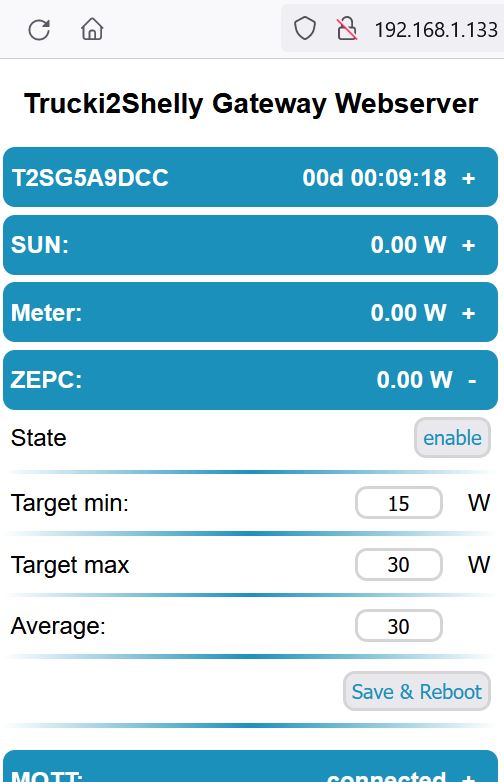 192.168.1.133
Trucki2Shelly Gateway Webserver
T2SG5A9DCC 00d 00:09:18 +
SUN: 0.00 W +
Meter: 0.00 W +
ZEPC: 0.00 W -
State enable
Target min: 15 W
Target max 30 W
Average: 30
Save & Reboot
MQTT: connected +